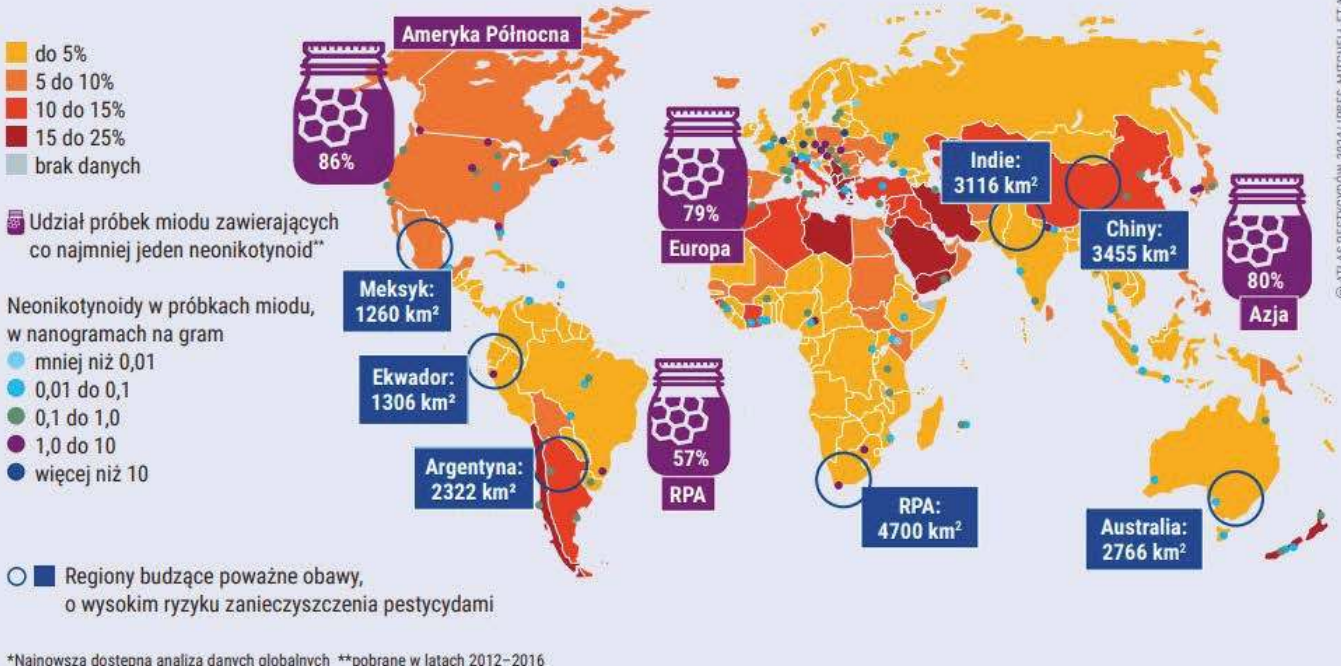 do 5%
5 do 10%
10 do 15%
15 do 25%
brak danych
Udział próbek miodu zawierających
co najmniej jeden neonikotynoid**
Neonikotynoidy w próbkach miodu,
w nanogramach na gram
mniej niż 0,01
0,01 do 0,1
0,1 do 1,0
1,0 do 10
więcej niż 10
Ameryka Północna
86%
Meksyk:
1260 km²
Ekwador:
1306 km²
Argentyna:
2322 km²
57%
RPA
79%
Europa
Indie:
3116 km²
Chiny:
3455 km²
80%
Azja
RPA:
4700 km²
Australia:
2766 km²
Regiony budzące poważne obawy,
o wysokim ryzyku zanieczyszczenia pestycydami
*Najnowsza dostępna analiza danych globalnych **pobrane w latach 2012–2016